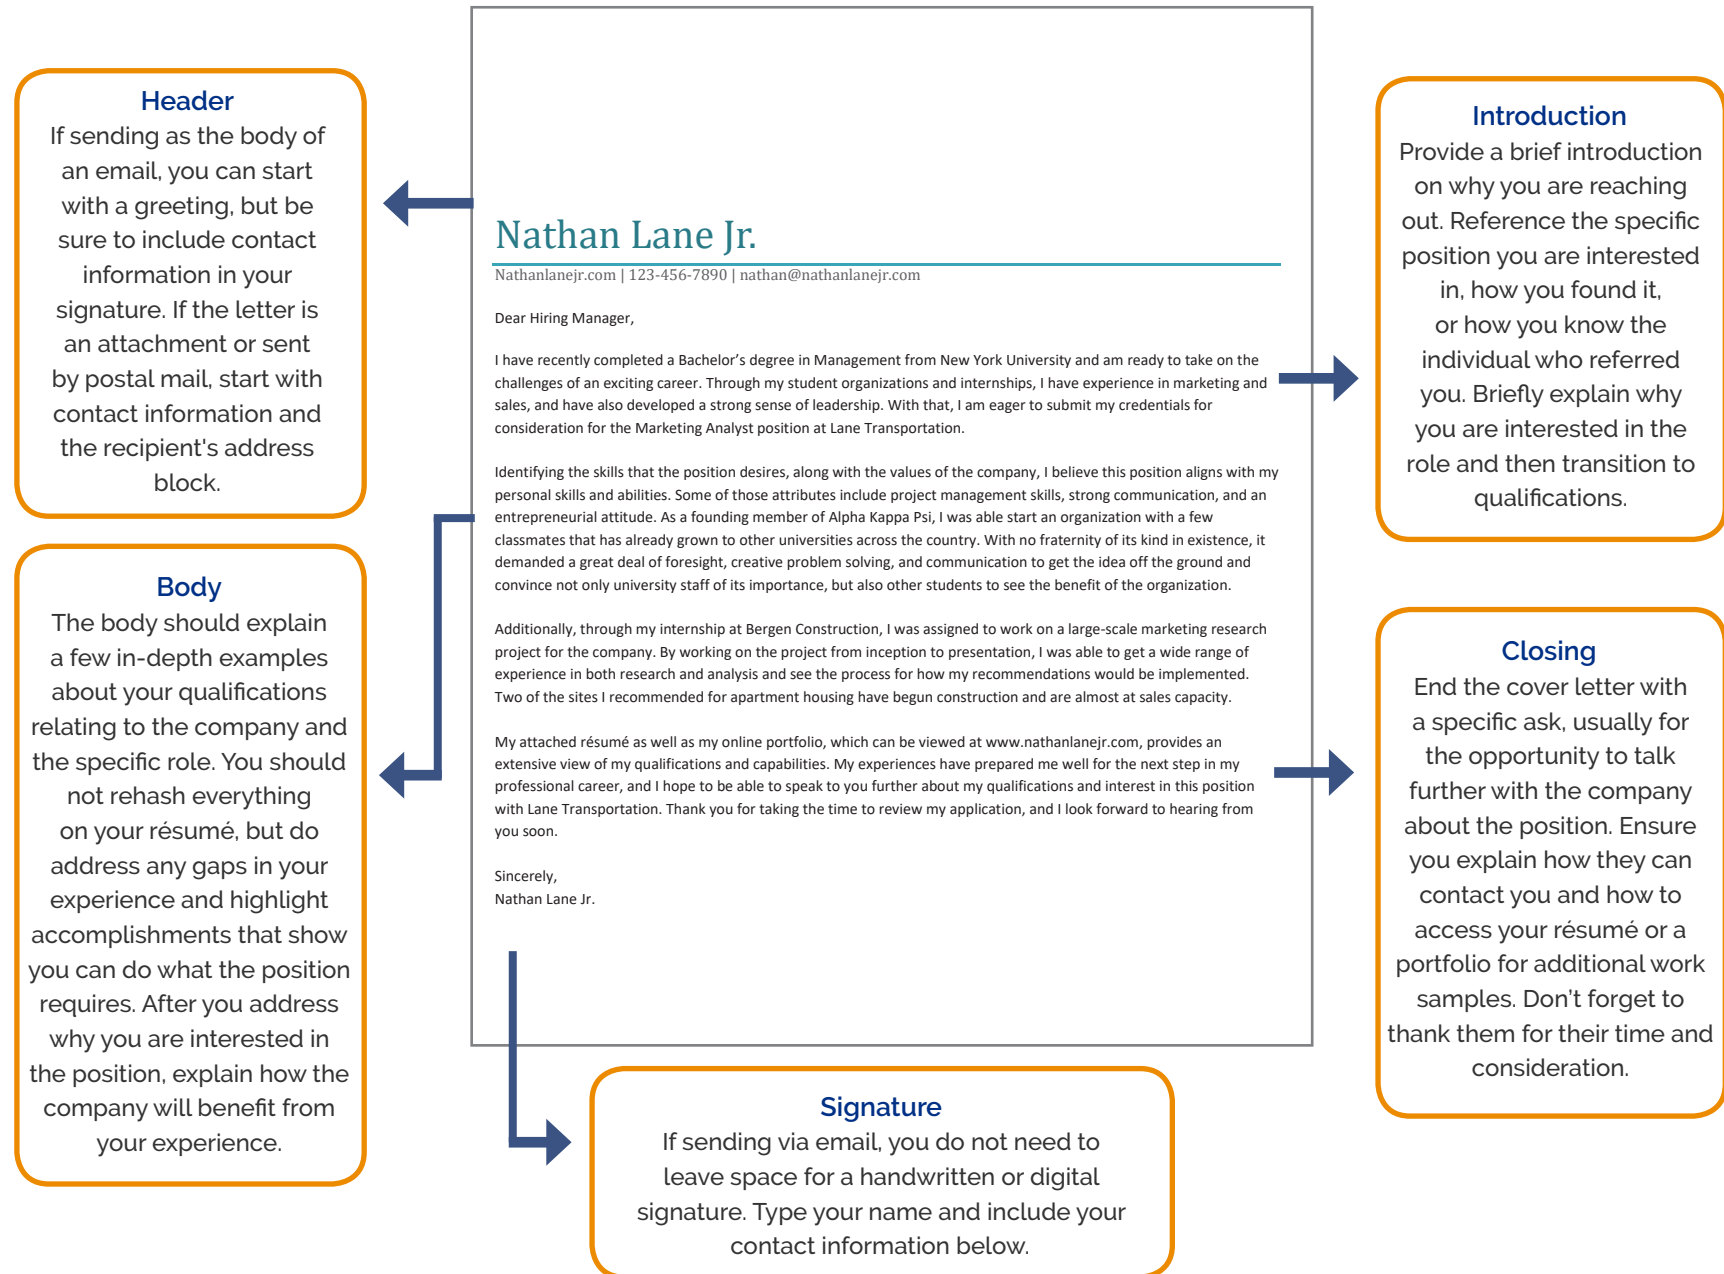 Header
If sending as the body of
an email, you can start
with a greeting, but be
sure to include contact
information in your
signature. If the letter is
an attachment or sent
by postal mail, start with
contact information and
the recipient's address
block.
Body
The body should explain
a few in-depth examples
about your qualifications
relating to the company and
the specific role. You should
not rehash everything
on your résumé, but do
address any gaps in your
experience and highlight
accomplishments that show
you can do what the position
requires. After you address
why you are interested in
the position, explain how the
company will benefit from
your experience.
Nathan Lane Jr.
Nathanlanejr.com | 123-456-7890 | nathan@nathanlanejr.com
Dear Hiring Manager,
I have recently completed a Bachelor’s degree in Management from New York University and am ready to take on the
challenges of an exciting career. Through my student organizations and internships, I have experience in marketing and
sales, and have also developed a strong sense of leadership. With that, I am eager to submit my credentials for
consideration for the Marketing Analyst position at Lane Transportation.
Identifying the skills that the position desires, along with the values of the company, I believe this position aligns with my
personal skills and abilities. Some of those attributes include project management skills, strong communication, and an
entrepreneurial attitude. As a founding member of Alpha Kappa Psi, I was able start an organization with a few
classmates that has already grown to other universities across the country. With no fraternity of its kind in existence, it
demanded a great deal of foresight, creative problem solving, and communication to get the idea off the ground and
convince not only university staff of its importance, but also other students to see the benefit of the organization.
Additionally, through my internship at Bergen Construction, I was assigned to work on a large-scale marketing research
project for the company. By working on the project from inception to presentation, I was able to get a wide range of
experience in both research and analysis and see the process for how my recommendations would be implemented.
Two of the sites I recommended for apartment housing have begun construction and are almost at sales capacity.
My attached résumé as well as my online portfolio, which can be viewed at www.nathanlanejr.com, provides an
extensive view of my qualifications and capabilities. My experiences have prepared me well for the next step in my
professional career, and I hope to be able to speak to you further about my qualifications and interest in this position
with Lane Transportation. Thank you for taking the time to review my application, and I look forward to hearing from
you soon.
Sincerely,
Nathan Lane Jr.
Introduction
Provide a brief introduction
on why you are reaching
out. Reference the specific
position you are interested
in, how you found it,
or how you know the
individual who referred
you. Briefly explain why
you are interested in the
role and then transition to
qualifications.
Closing
End the cover letter with
a specific ask, usually for
the opportunity to talk
further with the company
about the position. Ensure
you explain how they can
contact you and how to
access your résumé or a
portfolio for additional work
samples. Don’t forget to
thank them for their time and
consideration.
Signature
If sending via email, you do not need to
leave space for a handwritten or digital
signature. Type your name and include your
contact information below.